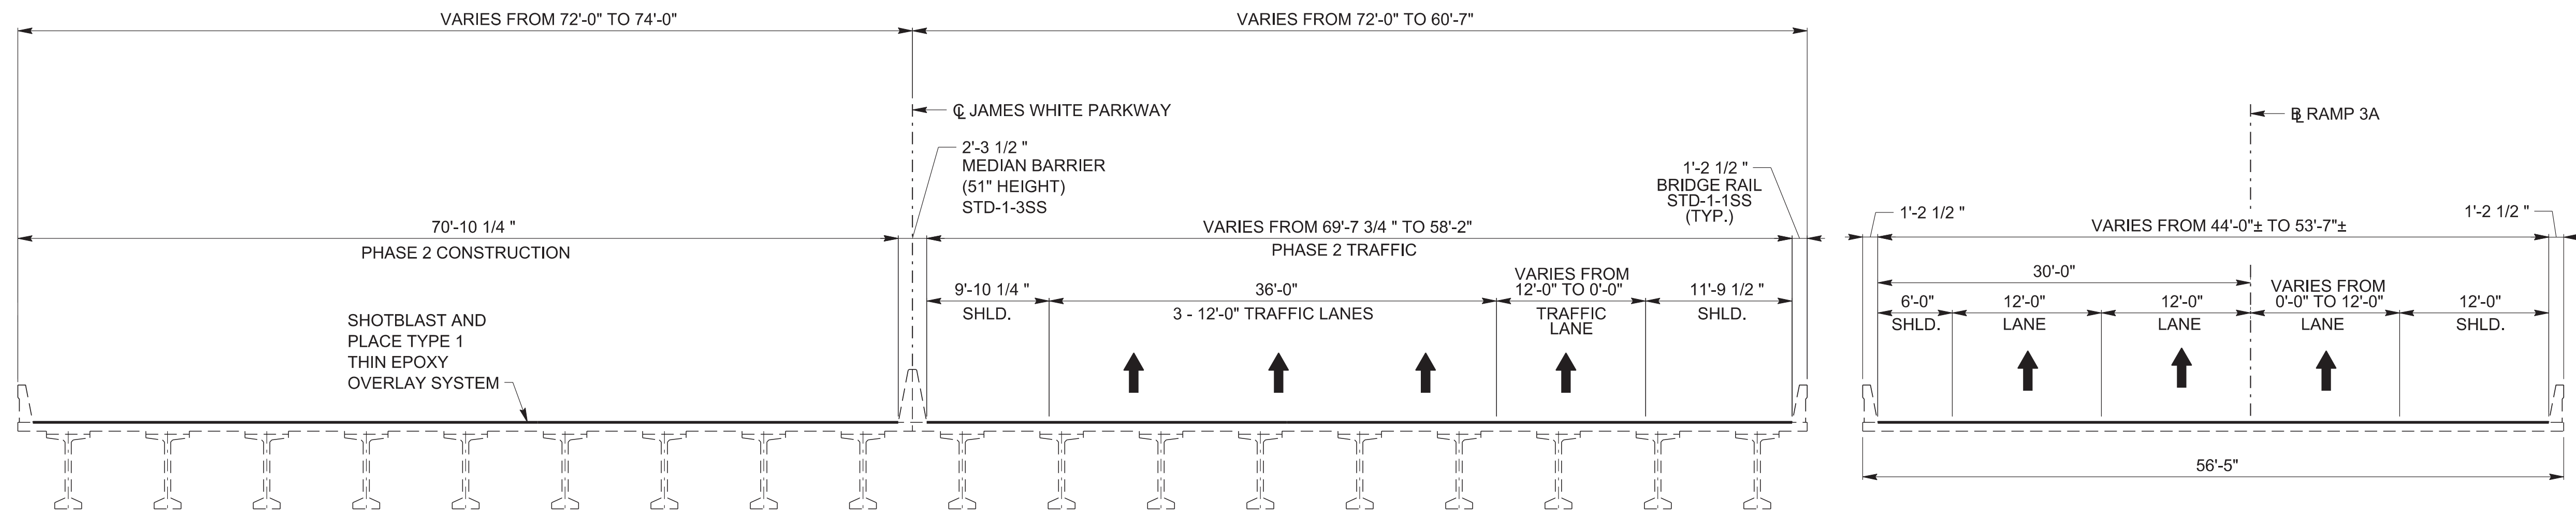 VARIES FROM 72'-0" TO 74'-0"
VARIES FROM 72'-0" TO 60'-7"
℄ JAMES WHITE PARKWAY
2'-3 1/2 "
MEDIAN BARRIER
(51" HEIGHT)
STD-1-3SS
1'-2 1/2 "
BRIDGE RAIL
STD-1-1SS
(TYP.)
70'-10 1/4 "
PHASE 2 CONSTRUCTION
VARIES FROM 69'-7 3/4 " TO 58'-2"
PHASE 2 TRAFFIC
9'-10 1/4 "
SHLD.
36'-0"
3 - 12'-0" TRAFFIC LANES
VARIES FROM
12'-0" TO 0'-0"
TRAFFIC
LANE
11'-9 1/2 "
SHLD.
SHOTBLAST AND
PLACE TYPE 1
THIN EPOXY
OVERLAY SYSTEM
BL RAMP 3A
1'-2 1/2 "
VARIES FROM 44'-0"± TO 53'-7"±
1'-2 1/2 "
30'-0"
6'-0"
SHLD.
12'-0"
LANE
12'-0"
LANE
VARIES FROM
0'-0" TO 12'-0"
LANE
12'-0"
SHLD.
56'-5"